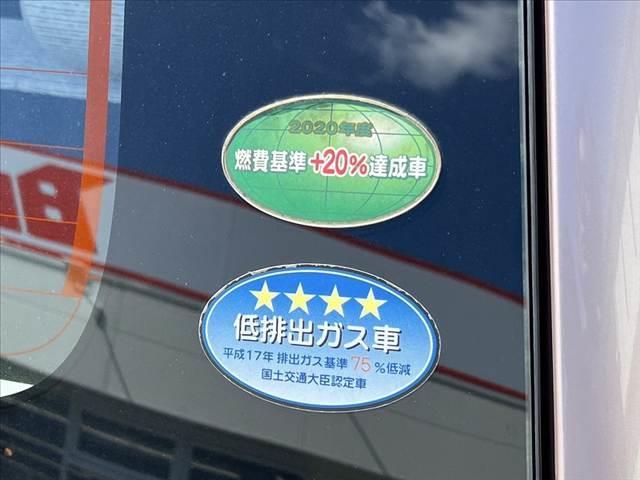 2020年度
燃費基準+20%達成車
★★★★
低排出ガス車
平成17年排出ガス基準75%低減
国土交通大臣認定車